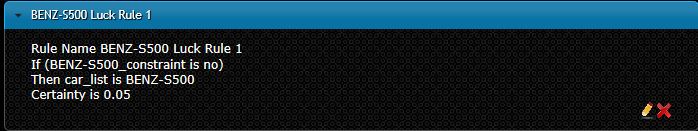 BENZ-S500 Luck Rule 1
Rule Name BENZ-S500 Luck Rule 1
If (BENZ-S500_constraint is no)
Then car_list is BENZ-S500
Certainty is 0.05